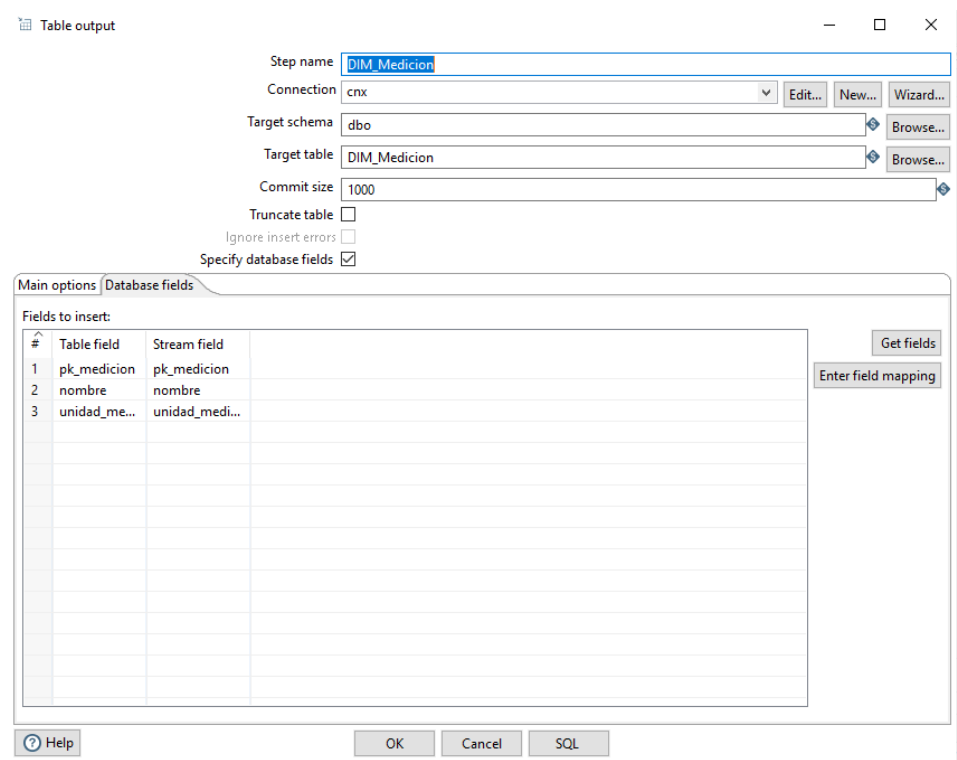 Table output
Step name DIM_Medicion
Connection cnx Edit... New... Wizard...
Target schema dbo Browse...
Target table DIM_Medicion Browse...
Commit size 1000
Truncate table
Ignore insert errors
Specify database fields
Main options Database fields
Fields to insert:
# Table field Stream field Get fields
1 pk_medicion pk_medicion Enter field mapping
2 nombre nombre
3 unidad_me... unidad_medi...
Help OK Cancel SQL